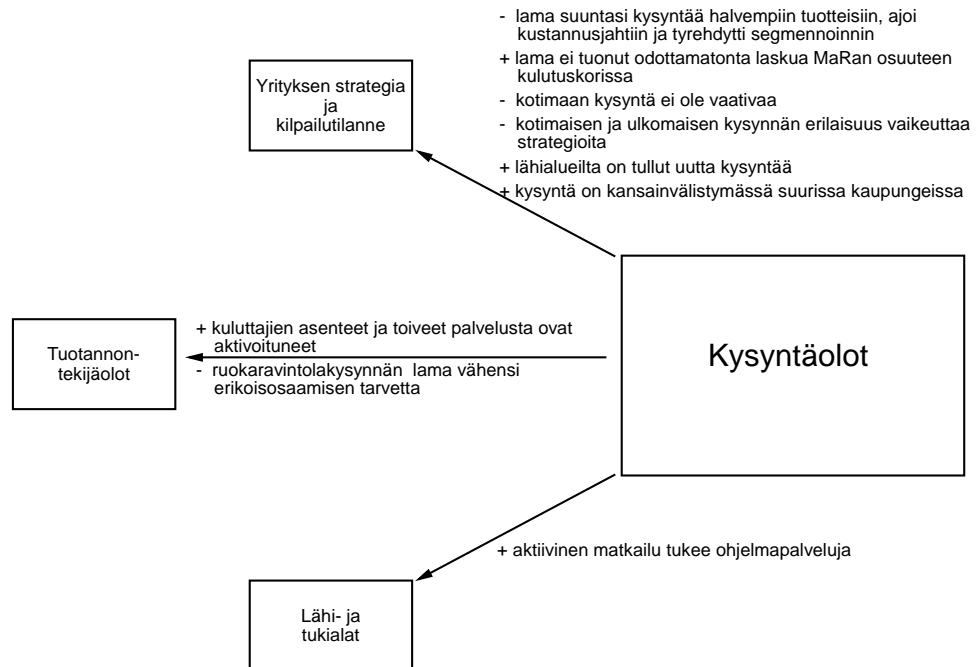 - lama suuntasi kysyntää halvempiin tuotteisiin, ajoi
kustannusjahtiin ja tyrehdytti segmennoinnin
+ lama ei tuonut odottamatonta laskua MaRan osuuteen
kulutuskorissa
- kotimaan kysyntä ei ole vaativaa
- kotimaisen ja ulkomaisen kysynnän erilaisuus vaikeuttaa
strategioita
+ lähialueilta on tullut uutta kysyntää
+ kysyntä on kansainvälistymässä suurissa kaupungeissa
Yrityksen strategia
ja
kilpailutilanne
+ kuluttajien asenteet ja toiveet palvelusta ovat
aktivoituneet
- ruokaravintolakysynnän lama vähensi
erikoisosaamisen tarvetta
Tuotannon-
tekijäolot
Kysyntäolot
+ aktiivinen matkailu tukee ohjelmapalveluja
Lähi- ja
tukialat